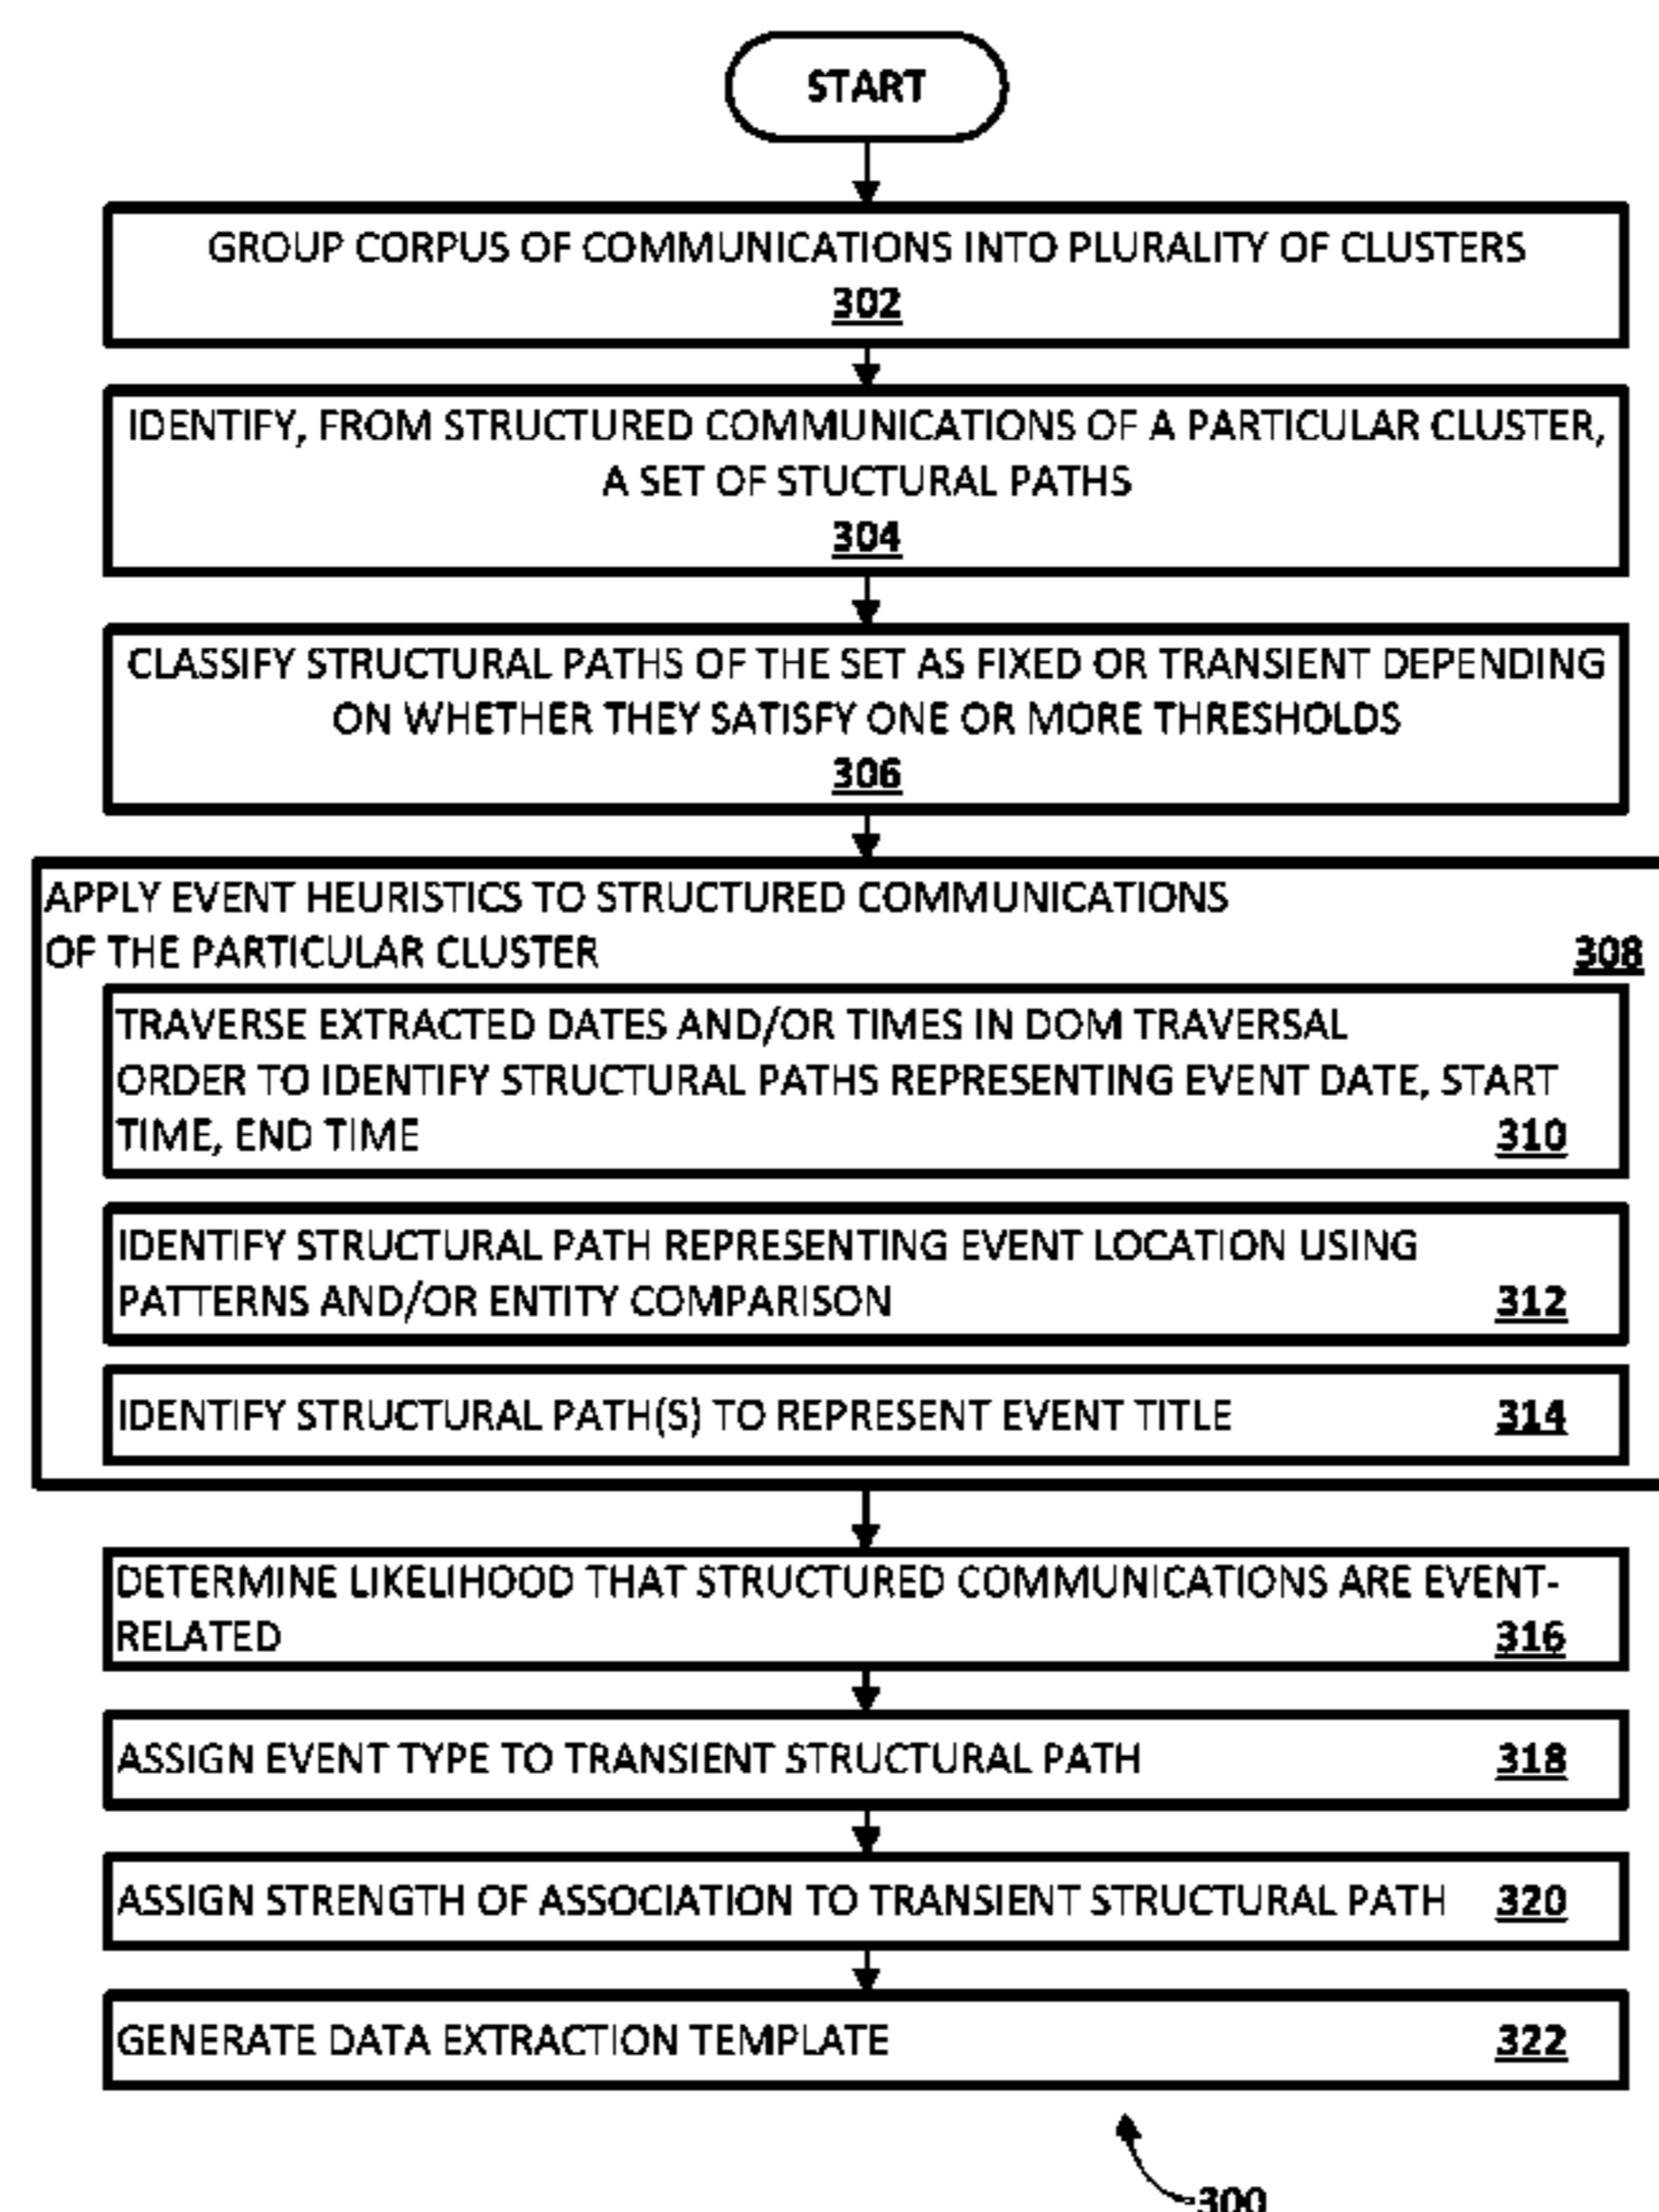 START
GROUP CORPUS OF COMMUNICATIONS INTO PLURALITY OF CLUSTERS
302
IDENTIFY, FROM STRUCTURED COMMUNICATIONS OF A PARTICULAR CLUSTER,
A SET OF STUCTURAL PATHS
304
CLASSIFY STRUCTURAL PATHS OF THE SET AS FIXED OR TRANSIENT DEPENDING
ON WHETHER THEY SATISFY ONE OR MORE THRESHOLDS
306
APPLY EVENT HEURISTICS TO STRUCTURED COMMUNICATIONS
OF THE PARTICULAR CLUSTER 308
TRAVERSE EXTRACTED DATES AND/OR TIMES IN DOM TRAVERSAL
ORDER TO IDENTIFY STRUCTURAL PATHS REPRESENTING EVENT DATE, START
TIME, END TIME 310
IDENTIFY STRUCTURAL PATH REPRESENTING EVENT LOCATION USING
PATTERNS AND/OR ENTITY COMPARISON 312
IDENTIFY STRUCTURAL PATH(S) TO REPRESENT EVENT TITLE 314
DETERMINE LIKELIHOOD THAT STRUCTURED COMMUNICATIONS ARE EVENT-
RELATED 316
ASSIGN EVENT TYPE TO TRANSIENT STRUCTURAL PATH 318
ASSIGN STRENGTH OF ASSOCIATION TO TRANSIENT STRUCTURAL PATH 320
GENERATE DATA EXTRACTION TEMPLATE 322
300